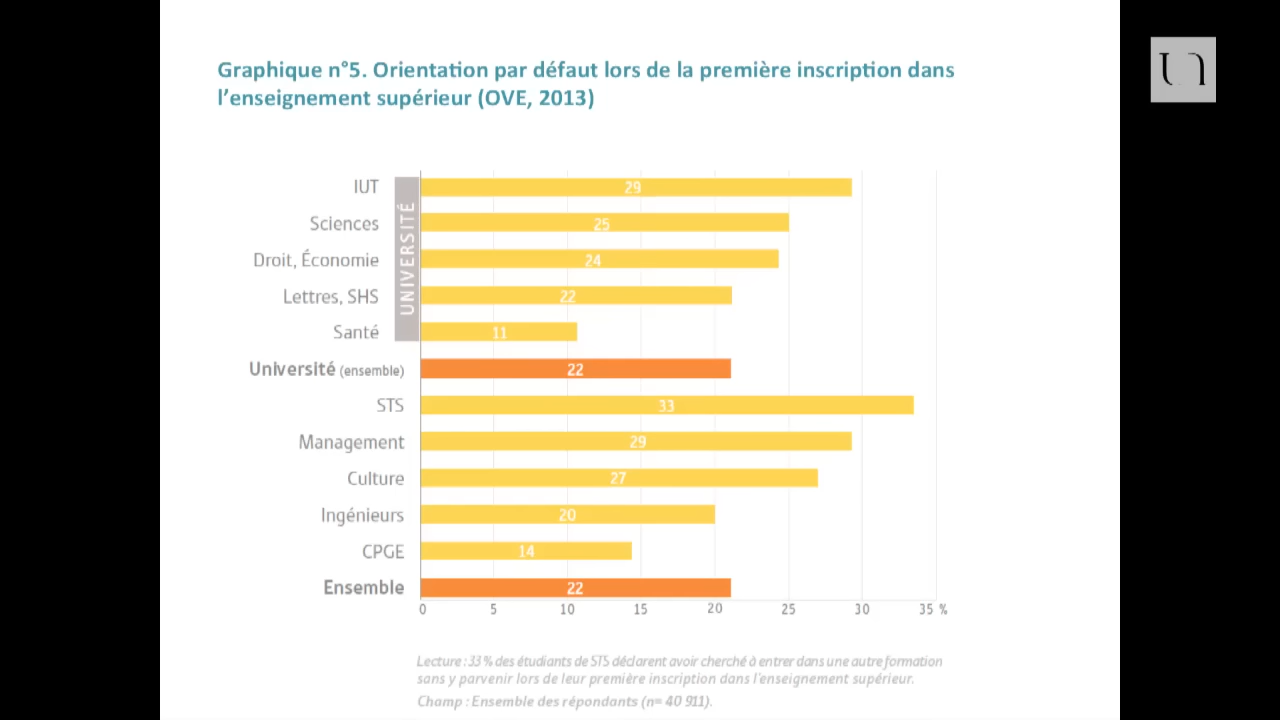 Graphique n°5. Orientation par défaut lors de la première inscription dans
l'enseignement supérieur (OVE, 2013)
UNIVERSITÉ
IUT 29
Sciences 25
Droit, Économie 24
Lettres, SHS 22
Santé 11
Université (ensemble) 22
STS 33
Management 29
Culture 27
Ingénieurs 20
CPGE 14
Ensemble 22
0 5 10 15 20 25 30 35 %
Lecture : 33 % des étudiants de STS déclarent avoir cherché à entrer dans une autre formation
sans y parvenir lors de leur première inscription dans l'enseignement supérieur.
Champ : Ensemble des répondants (n= 40 911).